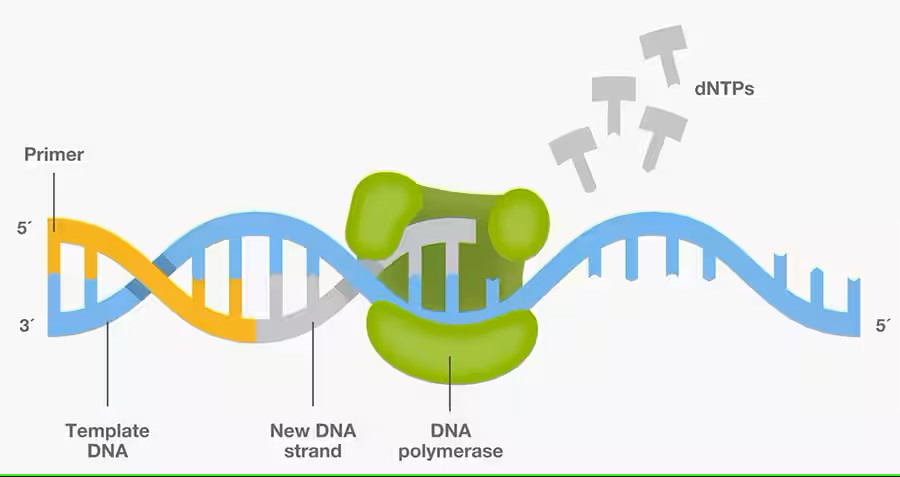 dNTPs
Primer
5´
3´
5´
Template
DNA
New DNA
strand
DNA
polymerase